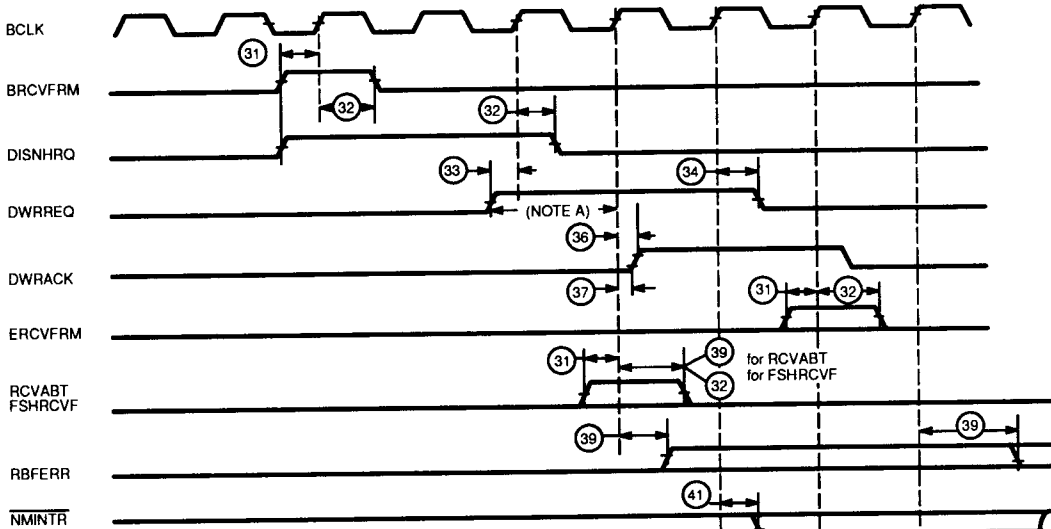 BCLK
31
BRCVFRM
32
32
DISNHRQ
33
34
DWRREQ
(NOTE A)
36
DWRACK
37
31
32
ERCVFRM
31
39
for RCVABT
32
for FSHRCVF
RCVABT
FSHRCVF
39
39
RBFERR
41
NMINTR